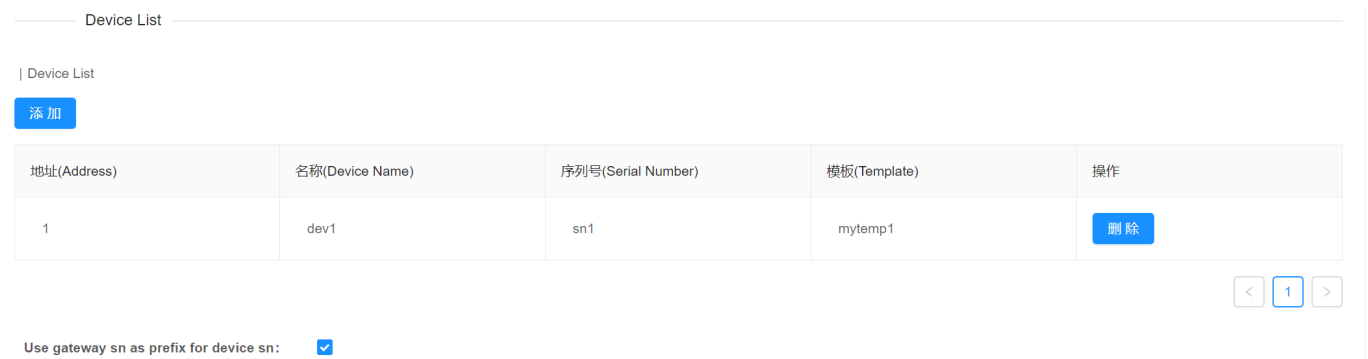 Device List
| Device List
添 加
地址(Address) 名称(Device Name) 序列号(Serial Number) 模板(Template) 操作
1 dev1 sn1 mytemp1 删 除
< 1 >
Use gateway sn as prefix for device sn: